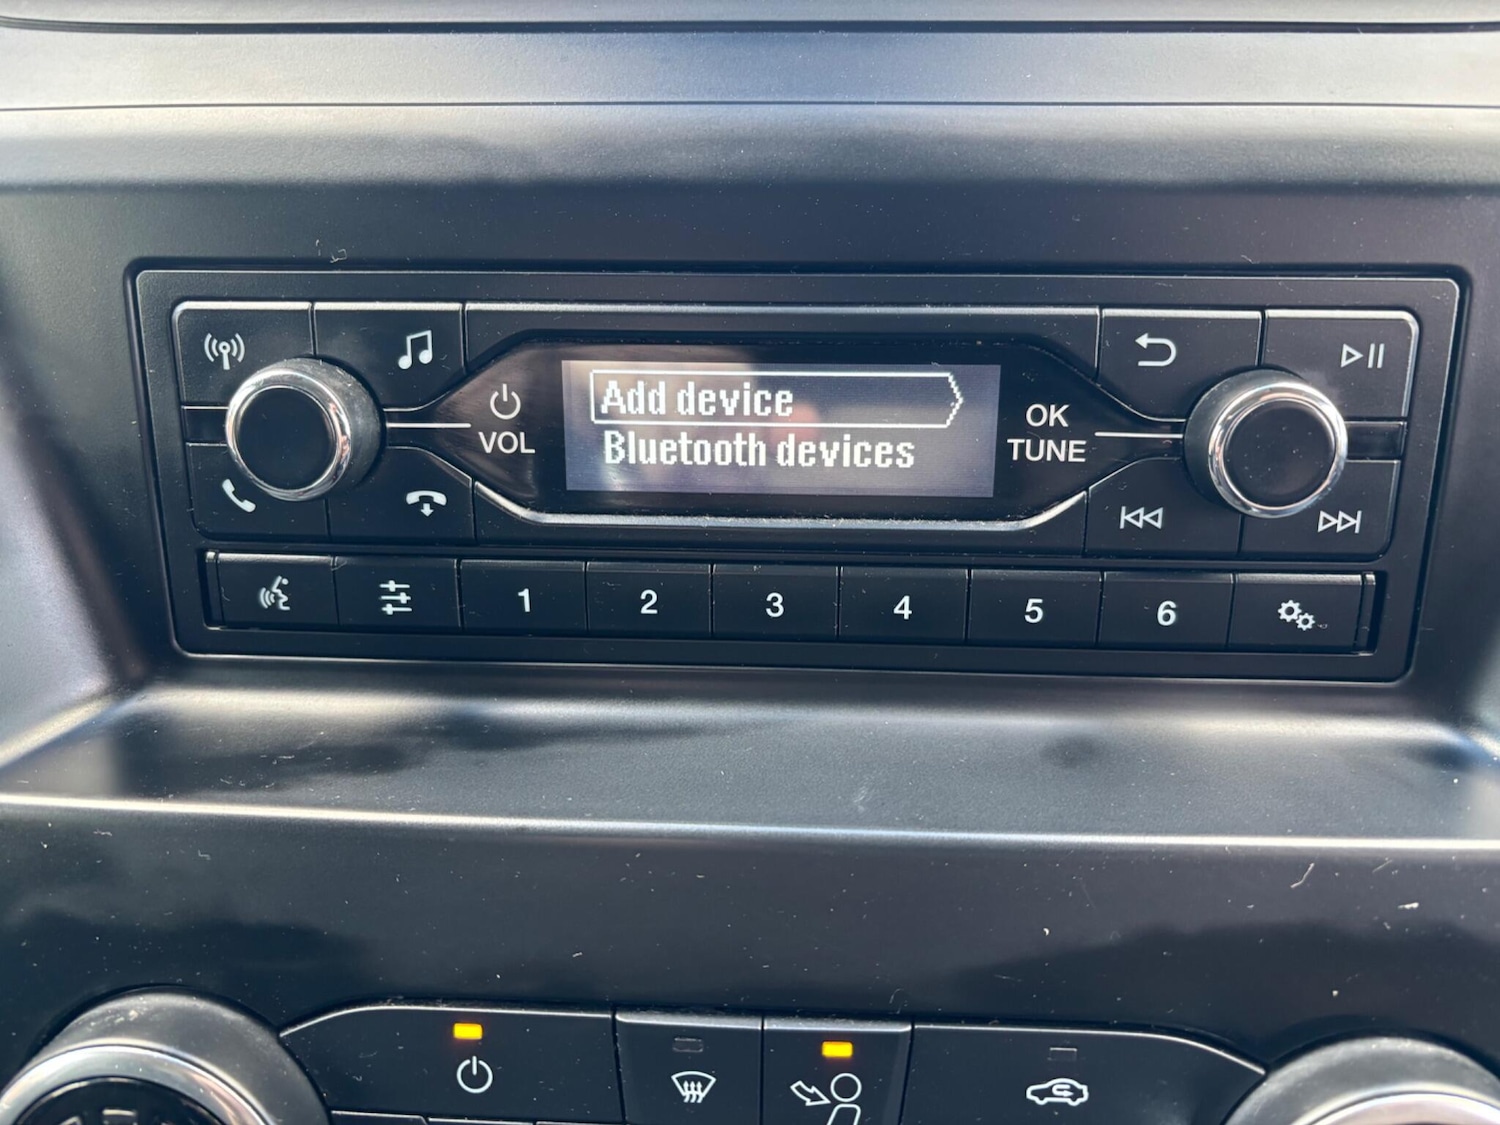 Add device
Bluetooth devices
VOL
OK
TUNE
1 2 3 4 5 6